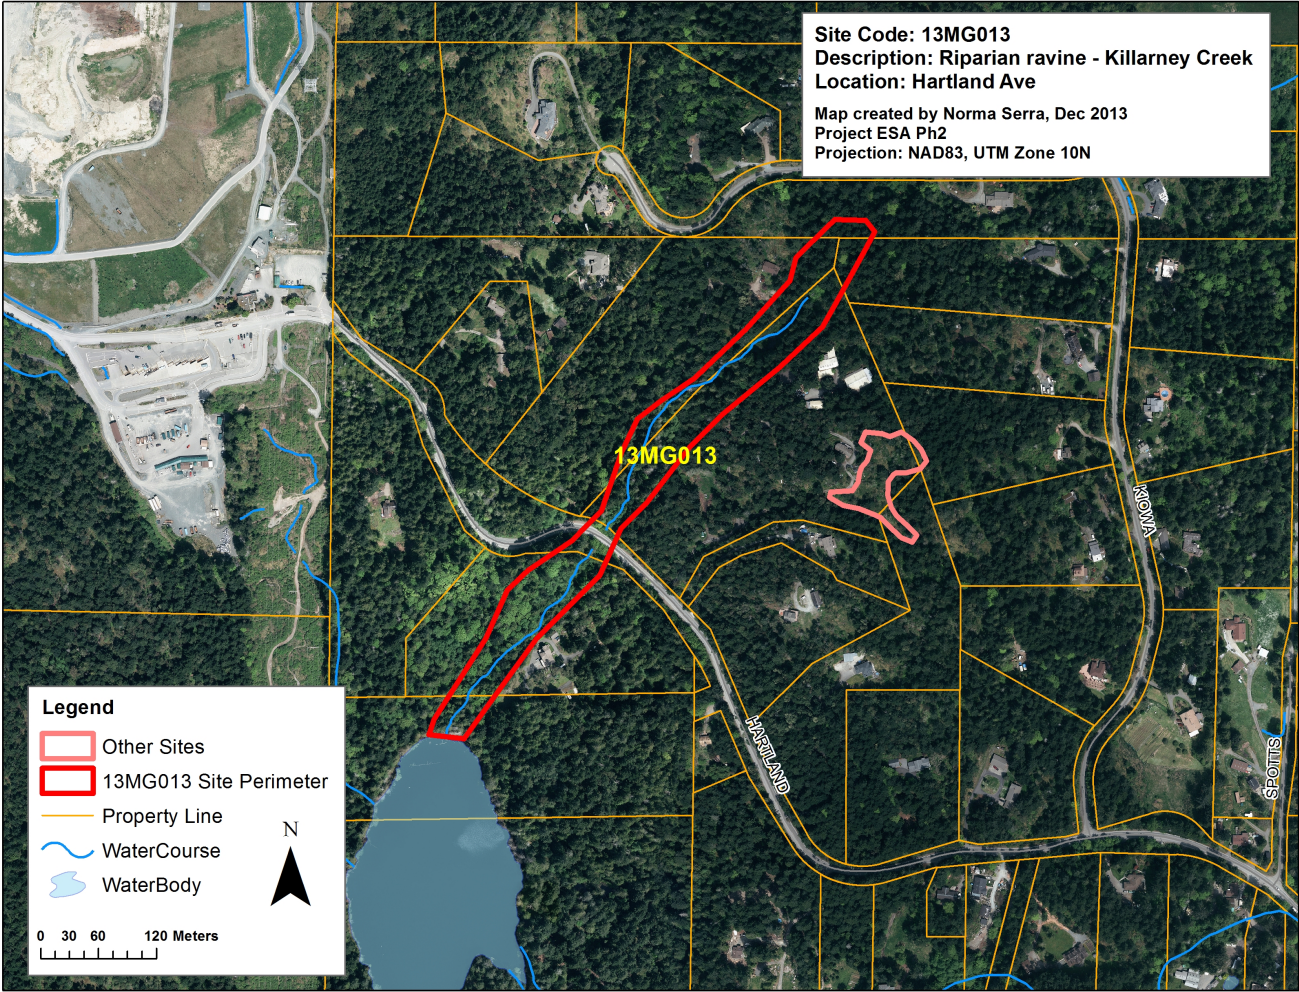 Site Code: 13MG013
Description: Riparian ravine - Killarney Creek
Location: Hartland Ave
Map created by Norma Serra, Dec 2013
Project ESA Ph2
Projection: NAD83, UTM Zone 10N
13MG013
KIOWA
HARTLAND
SPOTTS
Legend
Other Sites
13MG013 Site Perimeter
Property Line
WaterCourse
WaterBody
N
0 30 60 120 Meters